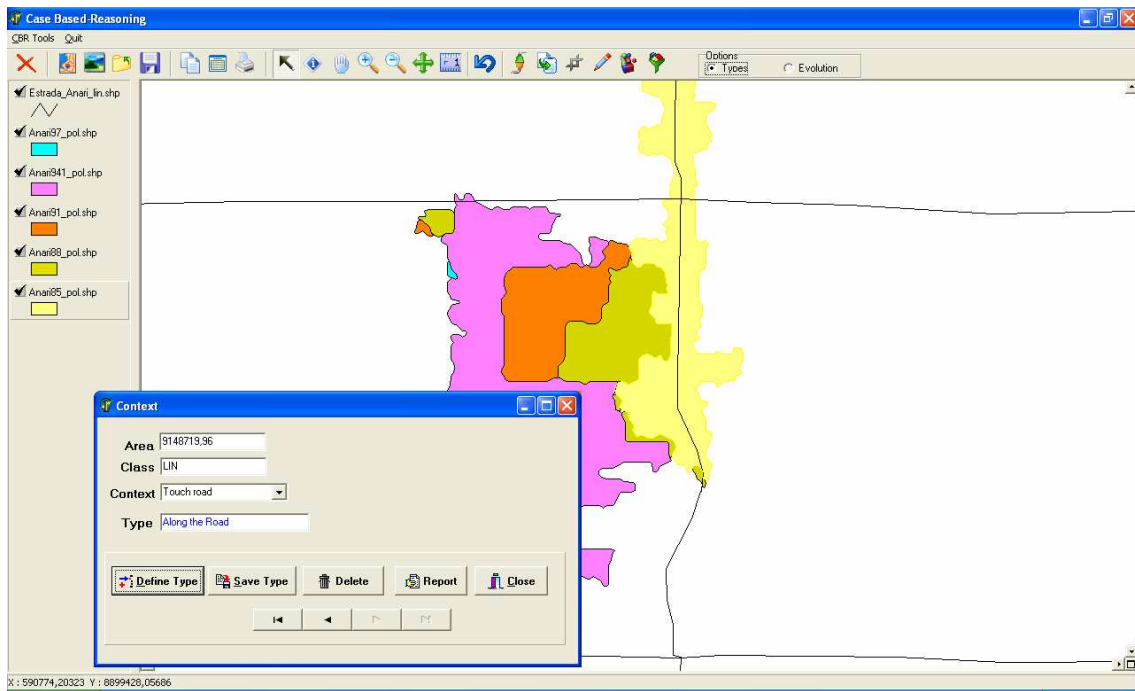 Case Based-Reasoning
CBR Tools Quit
Options
Types Evolution
Estrada_Anari_lin.shp
Anari97_pol.shp
Anari941_pol.shp
Anari91_pol.shp
Anari88_pol.shp
Anari85_pol.shp
Context
Area 9148719,96
Class LIN
Context Touch road
Type Along the Road
Define Type Save Type Delete Report Close
X : 590774,20323 Y : 8899428,05686